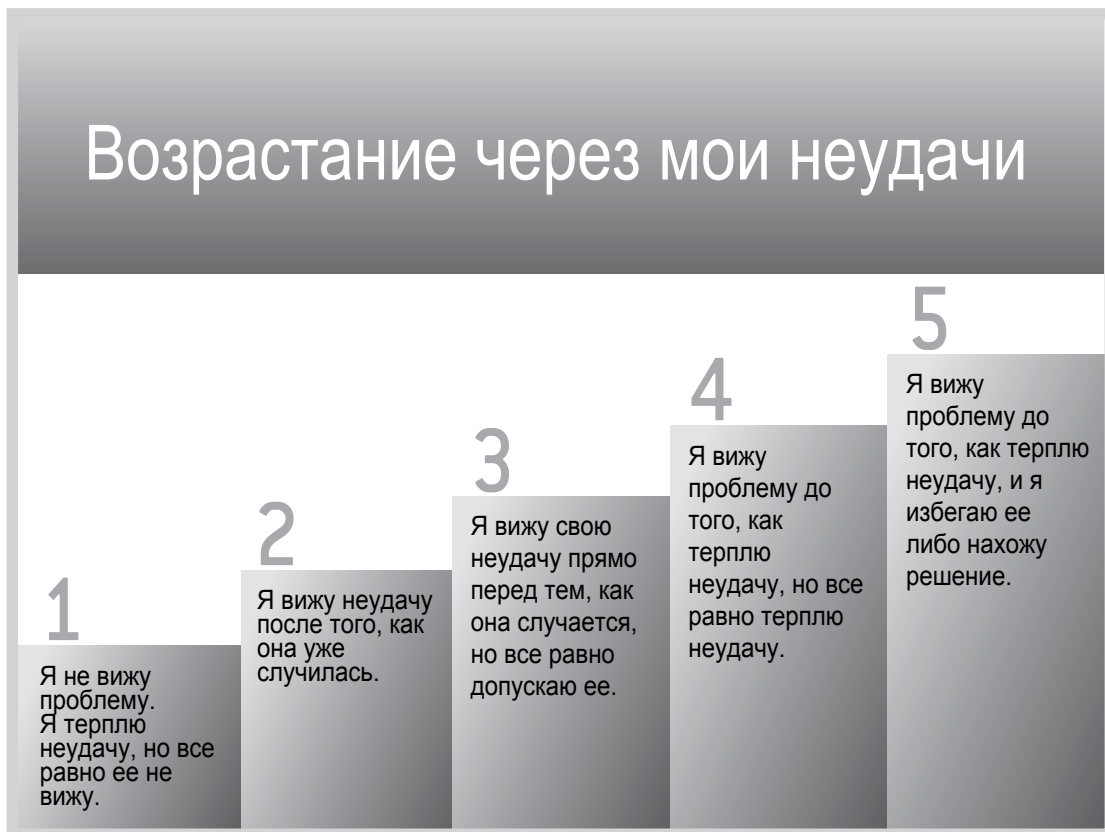 Возрастание через мои неудачи
1
Я не вижу
проблему.
Я терплю
неудачу, но все
равно ее не
вижу.
2
Я вижу неудачу
после того, как
она уже
случилась.
3
Я вижу свою
неудачу прямо
перед тем, как
она случается,
но все равно
допускаю ее.
4
Я вижу
проблему до
того, как
терплю
неудачу, но все
равно терплю
неудачу.
5
Я вижу
проблему до
того, как терплю
неудачу, и я
избегаю ее
либо нахожу
решение.